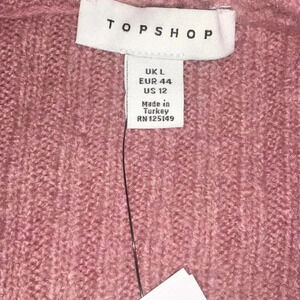 TOPSHOP
UK L
EUR 44
US 12
Made in
Turkey
RN 125149